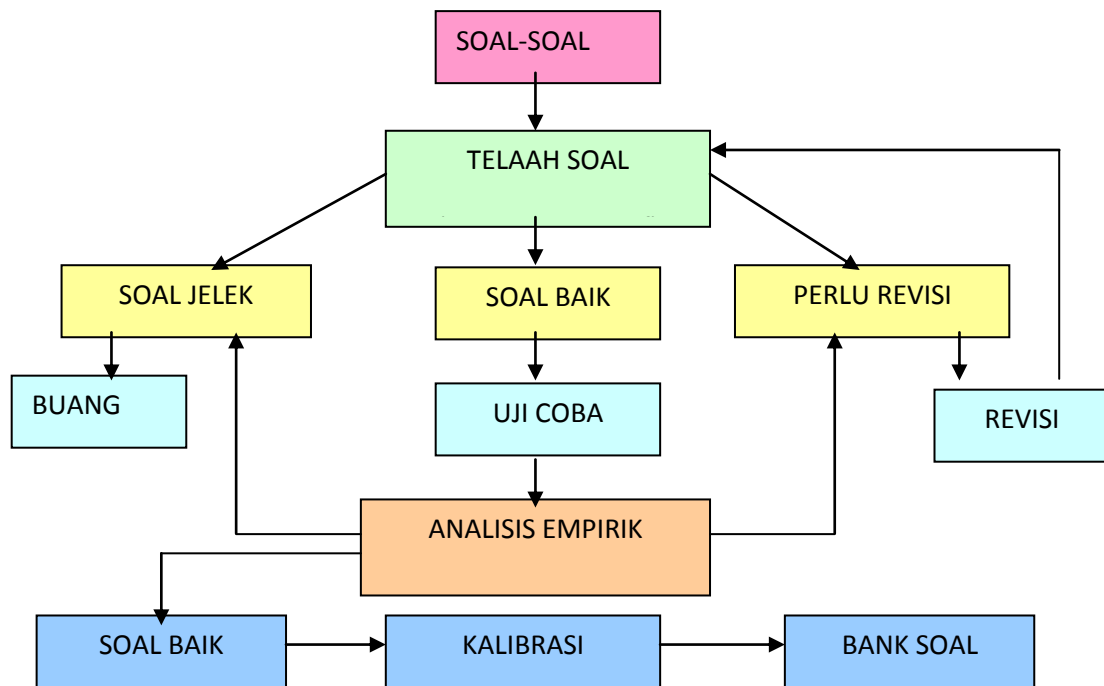 SOAL-SOAL
TELAAH SOAL
SOAL JELEK
SOAL BAIK
PERLU REVISI
BUANG
UJI COBA
REVISI
ANALISIS EMPIRIK
SOAL BAIK
KALIBRASI
BANK SOAL